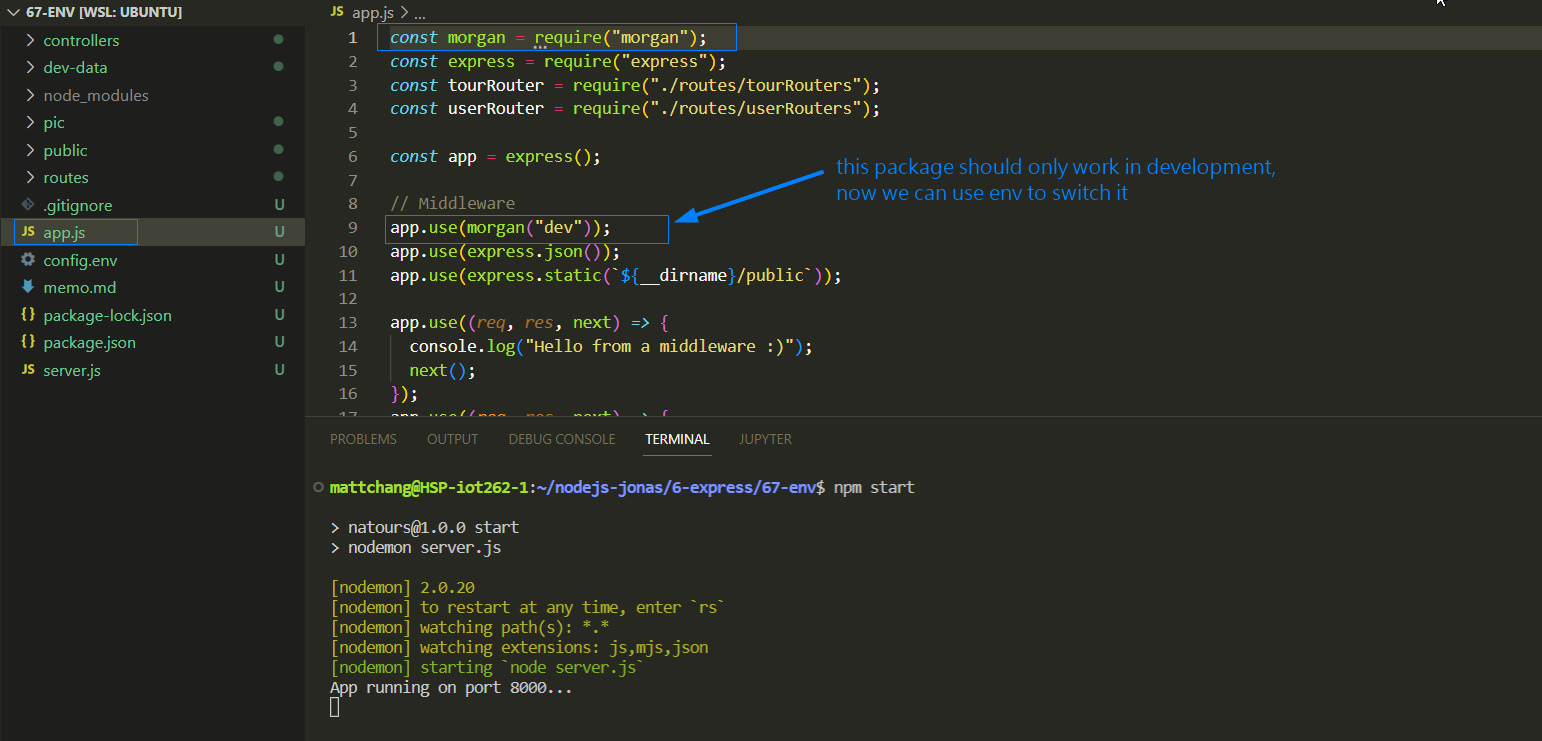 67-ENV [WSL: UBUNTU]
controllers
dev-data
node_modules
pic
public
routes
.gitignore U
JS app.js U
config.env U
memo.md U
{} package-lock.json U
{} package.json U
JS server.js U
JS app.js > ...
1 const morgan = require("morgan");
2 const express = require("express");
3 const tourRouter = require("./routes/tourRouters");
4 const userRouter = require("./routes/userRouters");
5
6 const app = express();
7
8 // Middleware
9 app.use(morgan("dev"));
10 app.use(express.json());
11 app.use(express.static(`${__dirname}/public`));
12
13 app.use((req, res, next) => {
14 console.log("Hello from a middleware :)");
15 next();
16 });
17 app.use((req, res, next) => {
this package should only work in development,
now we can use env to switch it
PROBLEMS OUTPUT DEBUG CONSOLE TERMINAL JUPYTER
mattchang@HSP-iot262-1:~/nodejs-jonas/6-express/67-env$ npm start
> natours@1.0.0 start
> nodemon server.js
[nodemon] 2.0.20
[nodemon] to restart at any time, enter `rs`
[nodemon] watching path(s): *.*
[nodemon] watching extensions: js,mjs,json
[nodemon] starting `node server.js`
App running on port 8000...